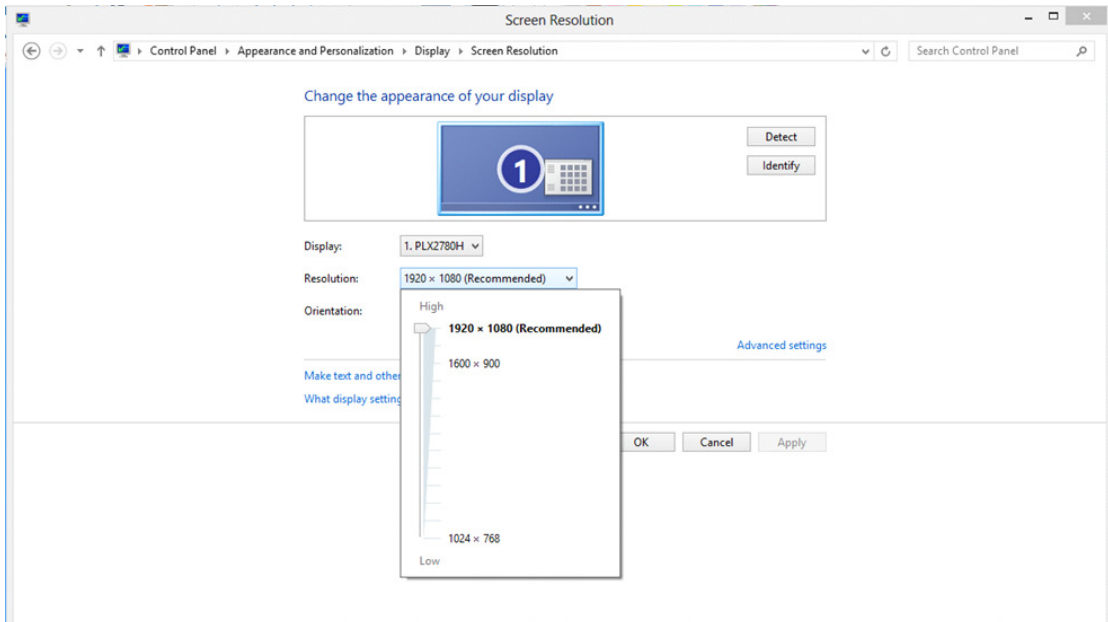 Screen Resolution
Control Panel Appearance and Personalization Display Screen Resolution
Search Control Panel
Change the appearance of your display
1
Detect
Identify
Display: 1. PLX2780H
Resolution: 1920 × 1080 (Recommended)
Orientation:
High
1920 × 1080 (Recommended)
1600 × 900
Advanced settings
Make text and other
What display setting
OK Cancel Apply
1024 × 768
Low